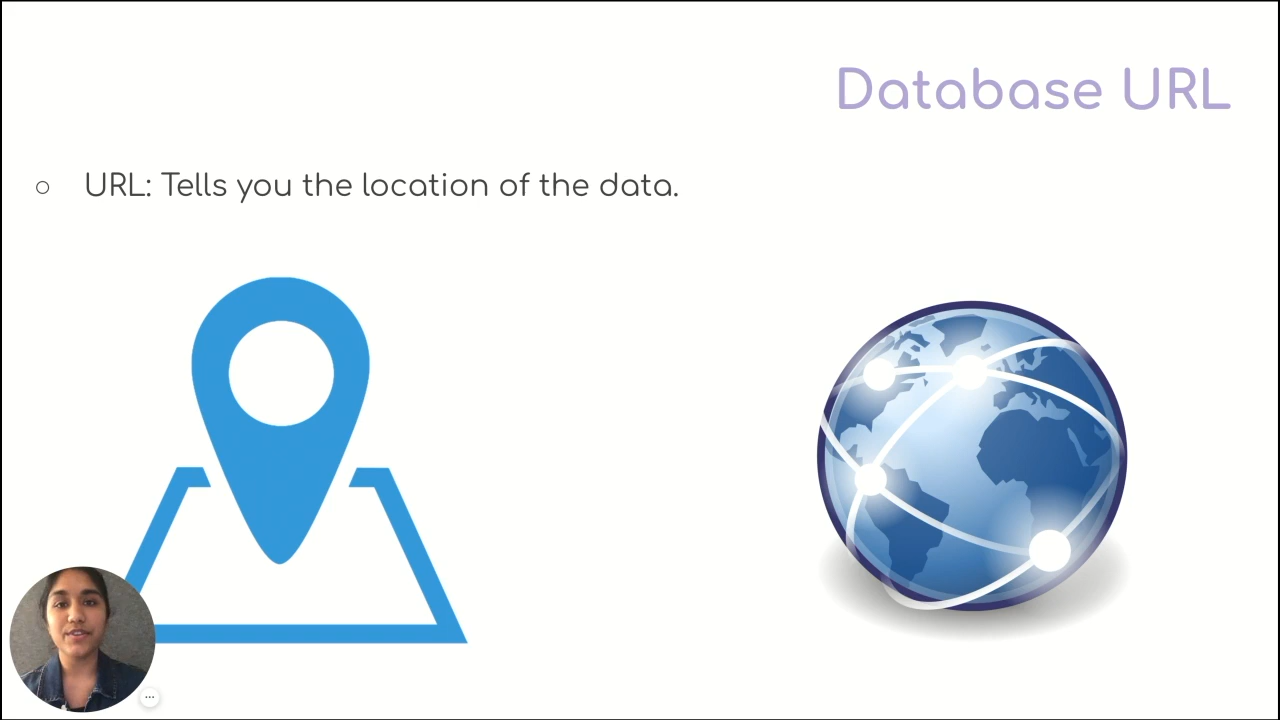 Database URL
○ URL: Tells you the location of the data.